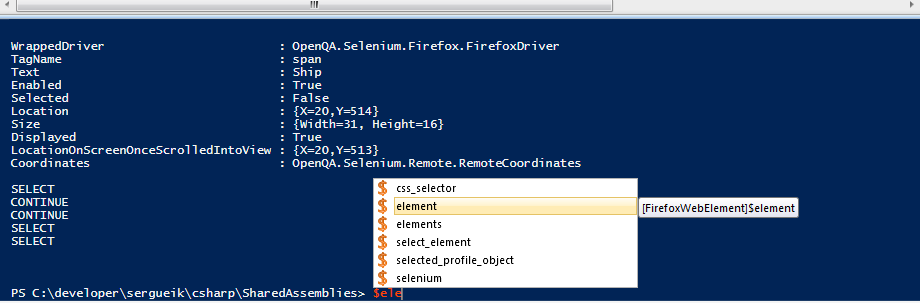 WrappedDriver : OpenQA.Selenium.Firefox.FirefoxDriver
TagName : span
Text : Ship
Enabled : True
Selected : False
Location : {X=20,Y=514}
Size : {Width=31, Height=16}
Displayed : True
LocationOnScreenOnceScrolledIntoView : {X=20,Y=513}
Coordinates : OpenQA.Selenium.Remote.RemoteCoordinates
SELECT
CONTINUE
CONTINUE
SELECT
SELECT
css_selector
element
[FirefoxWebElement]$element
elements
select_element
selected_profile_object
selenium
PS C:\developer\sergueik\csharp\SharedAssemblies> $ele